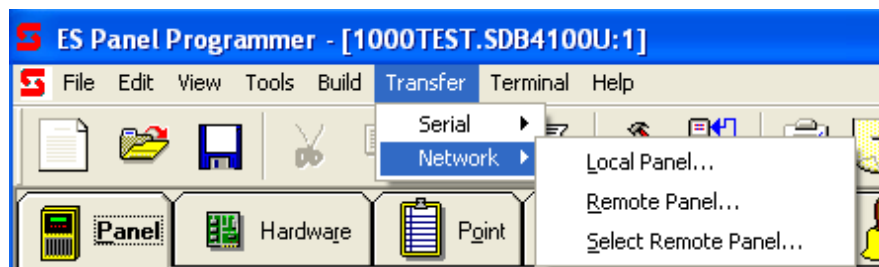 ES Panel Programmer - [1000TEST.SDB4100U:1]
File Edit View Tools Build Transfer Terminal Help
Serial
Network
Local Panel...
Remote Panel...
Select Remote Panel...
Panel Hardware Point